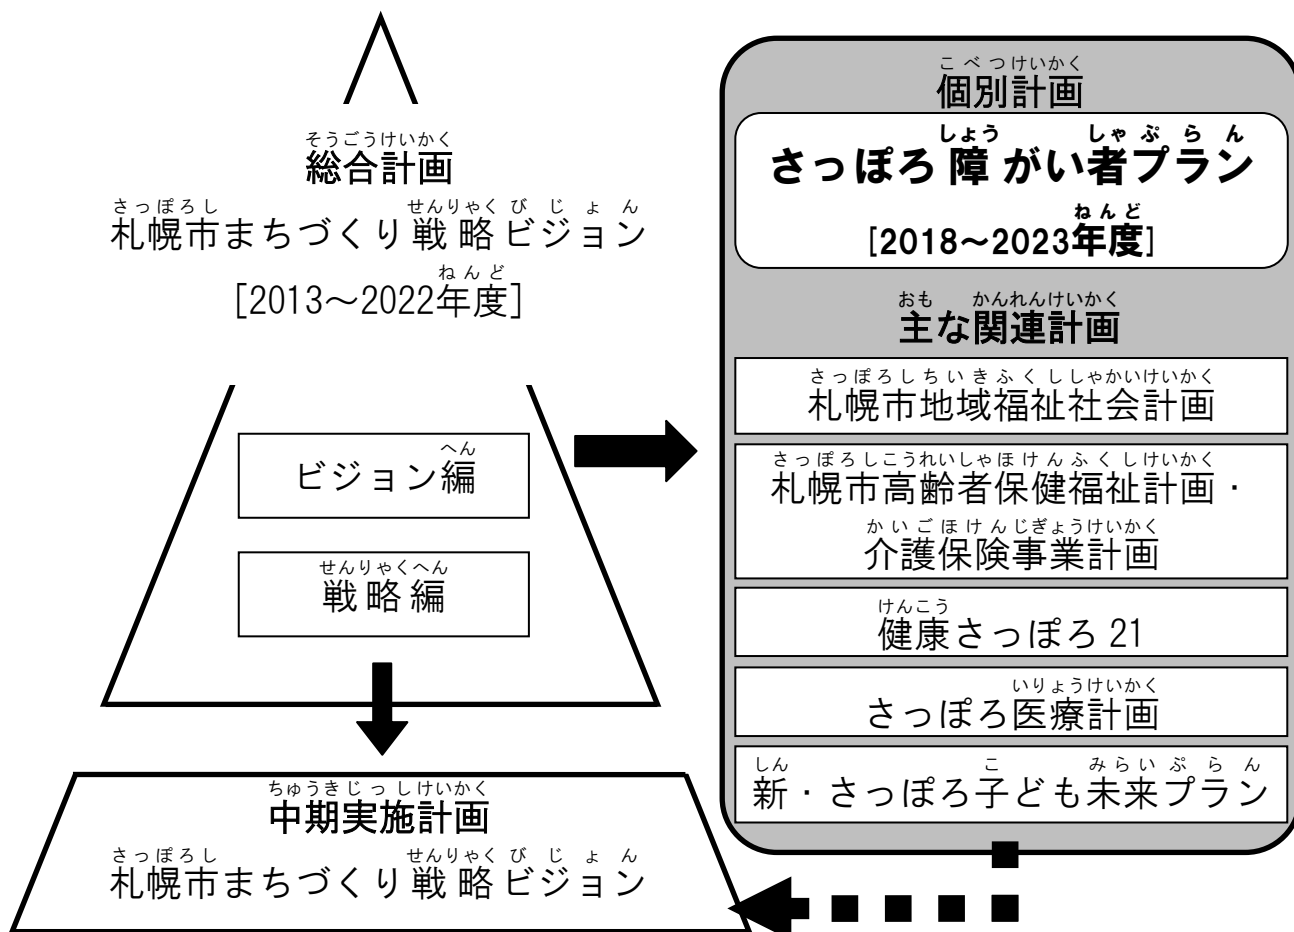 そうごうけいかく
総合計画
さっぽろし せんりゃく びじょん
札幌市まちづくり戦略ビジョン
ねんど
[2013～2022年度]
へん
ビジョン編
せんりゃくへん
戦略編
ちゅうきじっしけいかく
中期実施計画
さっぽろし せんりゃく びじょん
札幌市まちづくり戦略ビジョン
こべつけいかく
個別計画
しょう しゃぷらん
さっぽろ障がい者プラン
ねんど
[2018～2023年度]
おも かんれんけいかく
主な関連計画
さっぽろしちいきふくししゃかいけいかく
札幌市地域福祉社会計画
さっぽろしこうれいしゃほけんふくしけいかく
札幌市高齢者保健福祉計画・
かいごほけんじぎょうけいかく
介護保険事業計画
けんこう
健康さっぽろ 21
いりょうけいかく
さっぽろ医療計画
しん こ みらいぷらん
新・さっぽろ子ども未来プラン